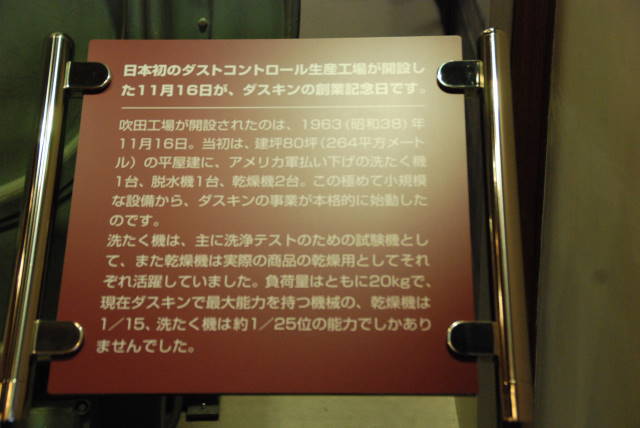 日本初のダストコントロール生産工場が開設し
た11月16日が、ダスキンの創業記念日です。
吹田工場が開設されたのは、1963(昭和38)年
11月16日。当初は、建坪80坪(264平方メート
ル)の平屋建に、アメリカ軍払い下げの洗たく機
1台、脱水機1台、乾燥機2台。この極めて小規模
な設備から、ダスキンの事業が本格的に始動した
のです。
洗たく機は、主に洗浄テストのための試験機とし
て、また乾燥機は実際の商品の乾燥用としてそれ
ぞれ活躍していました。負荷量はともに20kgで、
現在ダスキンで最大能力を持つ機械の、乾燥機は
1/15、洗たく機は約1/25位の能力でしかあり
ませんでした。